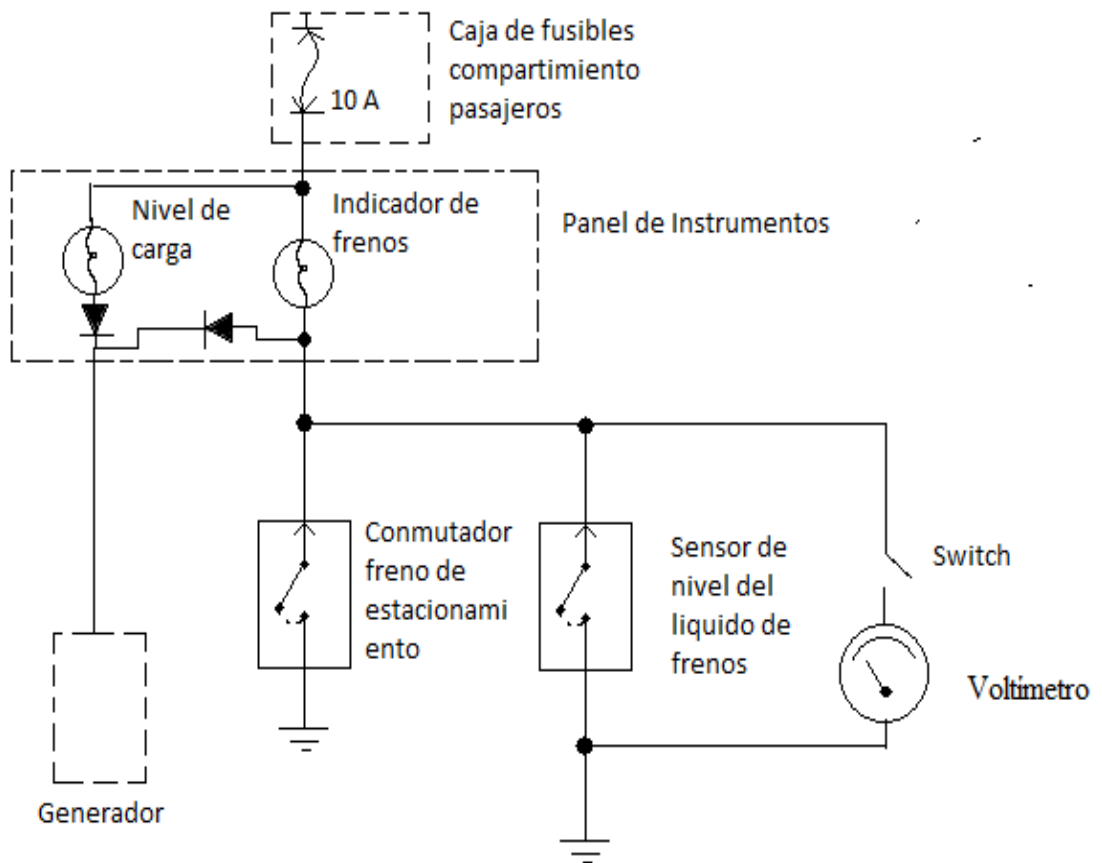 Caja de fusibles
compartimiento
pasajeros
10 A
Nivel de
carga
Indicador de
frenos
Panel de Instrumentos
Conmutador
freno de
estacionami
ento
Sensor de
nivel del
liquido de
frenos
Switch
Voltímetro
Generador